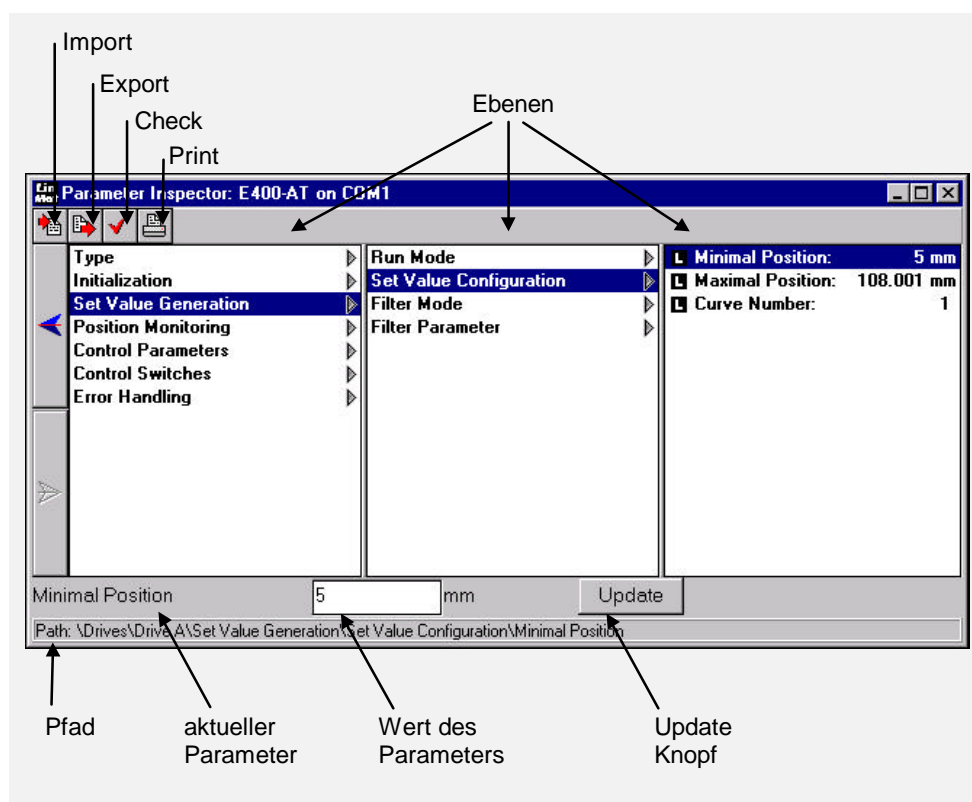 Import
Export
Check
Print
Ebenen
Lin Mot Parameter Inspector: E400-AT on COM1
Type
Initialization
Set Value Generation
Position Monitoring
Control Parameters
Control Switches
Error Handling
Run Mode
Set Value Configuration
Filter Mode
Filter Parameter
L Minimal Position: 5 mm
L Maximal Position: 108.001 mm
L Curve Number: 1
Minimal Position 5 mm Update
Path: \Drives\Drive A\Set Value Generation\Set Value Configuration\Minimal Position
Pfad
aktueller
Parameter
Wert des
Parameters
Update
Knopf